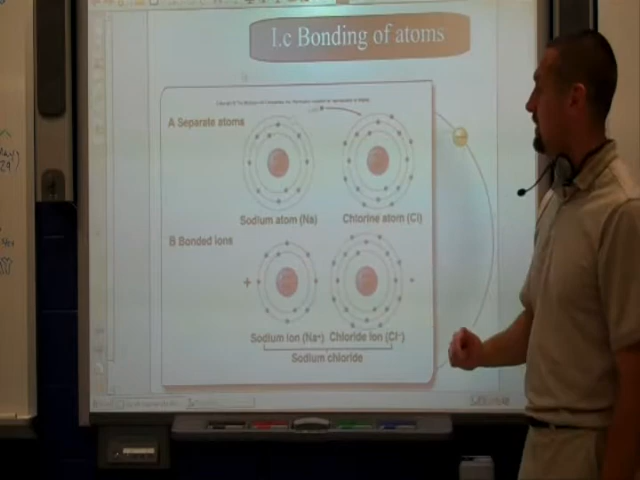 I.c Bonding of atoms
A Separate atoms
Sodium atom (Na)
Chlorine atom (Cl)
B Bonded ions
+
-
Sodium ion (Na+)
Chloride ion (Cl-)
Sodium chloride